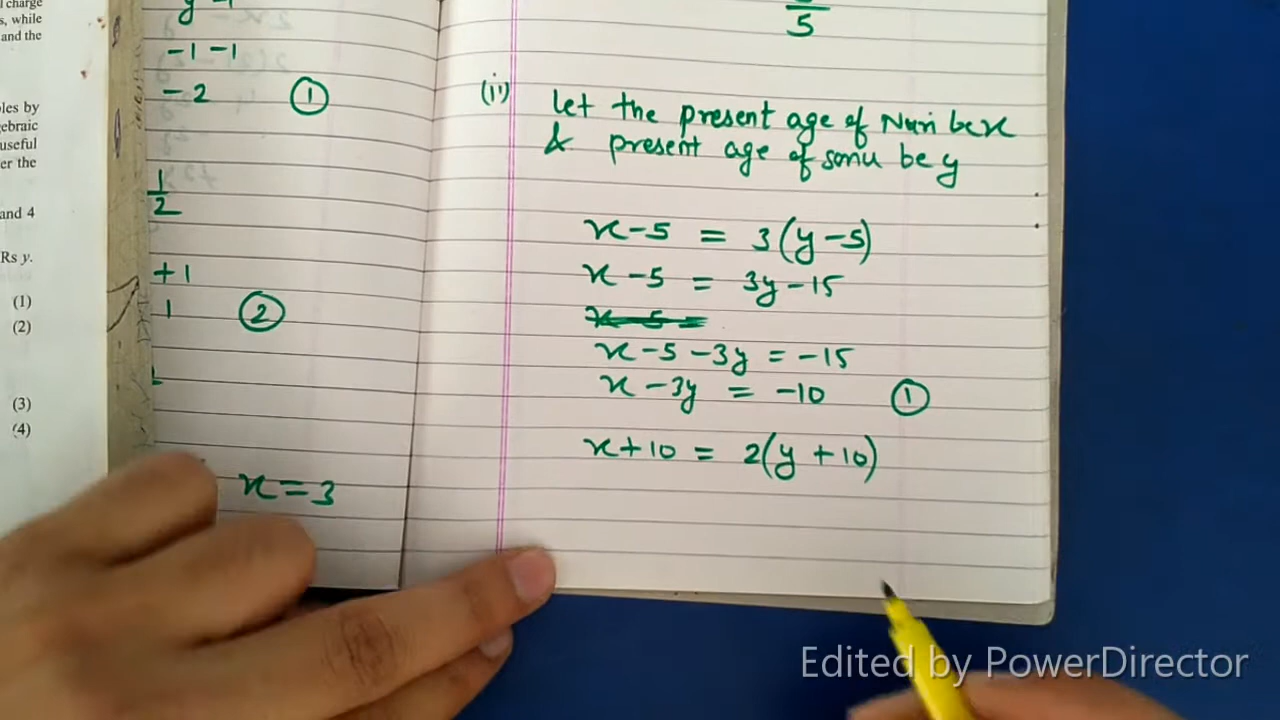 l charge
s, while
and the
les by
ebraic
useful
er the
and 4
Rs y.
(1)
(2)
(3)
(4)
-1 -1
-2 ①
1/2
+1
1 ②
x=3
5
(ii) let the present age of Nuri be x
& present age of sonu be y
x-5 = 3(y-5)
x-5 = 3y-15
x-5 =
x-5-3y = -15
x-3y = -10 ①
x+10 = 2(y+10)
Edited by PowerDirector